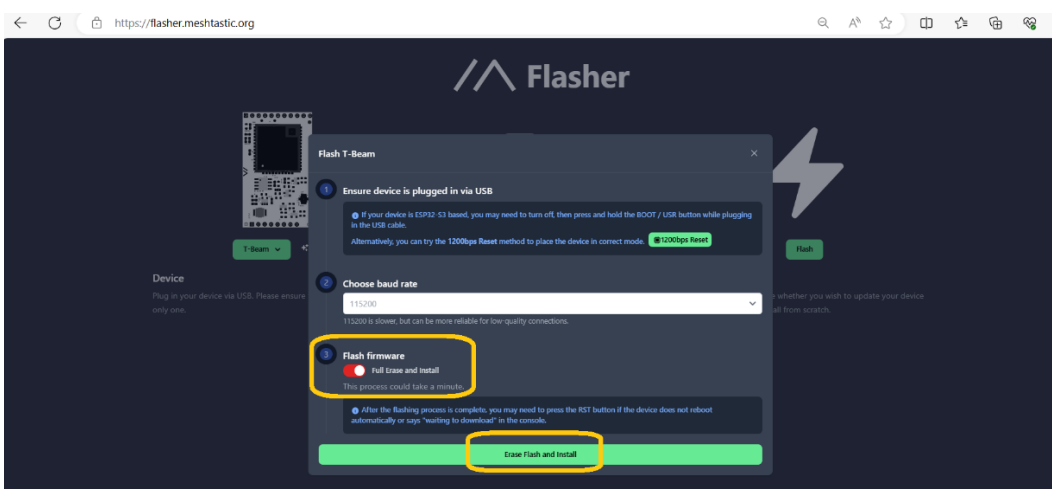 https://flasher.meshtastic.org
Flasher
Flash T-Beam
1
Ensure device is plugged in via USB
If your device is ESP32-S3 based, you may need to turn off, then press and hold the BOOT / USR button while plugging
in the USB cable.
Alternatively, you can try the 1200bps Reset method to place the device in correct mode.
1200bps Reset
T-Beam
Flash
Device
Plug in your device via USB. Please ensure
only one.
whether you wish to update your device
all from scratch.
2
Choose baud rate
115200
115200 is slower, but can be more reliable for low-quality connections.
3
Flash firmware
Full Erase and Install
This process could take a minute.
After the flashing process is complete, you may need to press the RST button if the device does not reboot
automatically or says "waiting to download" in the console.
Erase Flash and Install